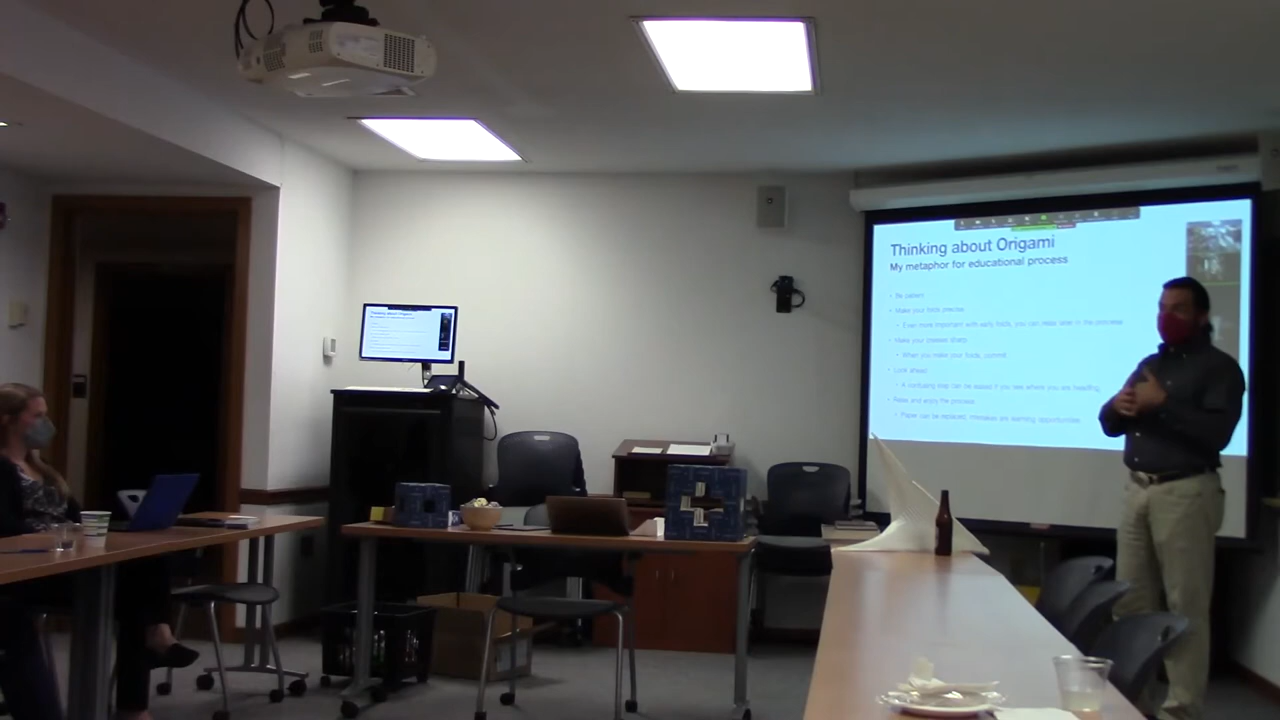 Thinking about Origami
My metaphor for educational process
• Be patient
• Make your folds precise
• Even more important with early folds, you can relax later in the process
• Make your creases sharp
• When you make your folds, commit
• Look ahead
• A confusing step can be eased if you see where you are heading
• Relax and enjoy the process
• Paper can be replaced, mistakes are learning opportunities
Thinking about Origami